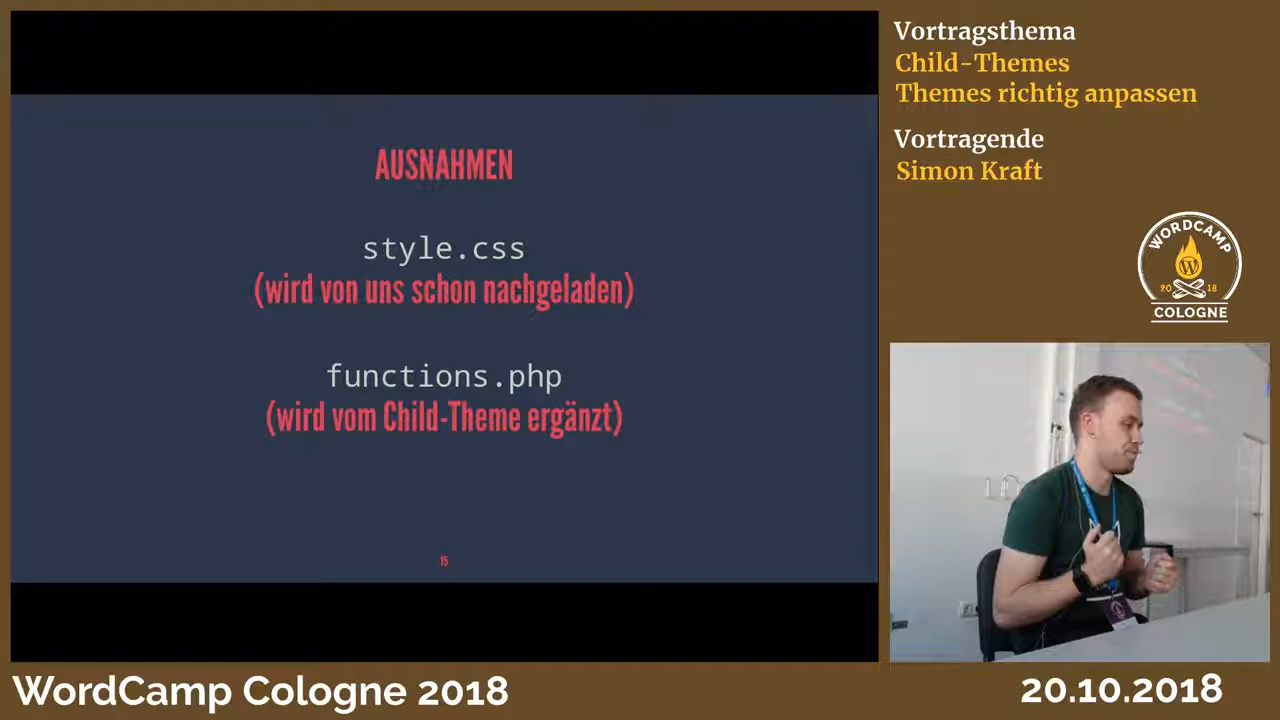 AUSNAHMEN
style.css
(wird von uns schon nachgeladen)
functions.php
(wird vom Child-Theme ergänzt)
15
Vortragsthema
Child-Themes
Themes richtig anpassen
Vortragende
Simon Kraft
WORDCAMP
20 18
COLOGNE
WordCamp Cologne 2018
20.10.2018